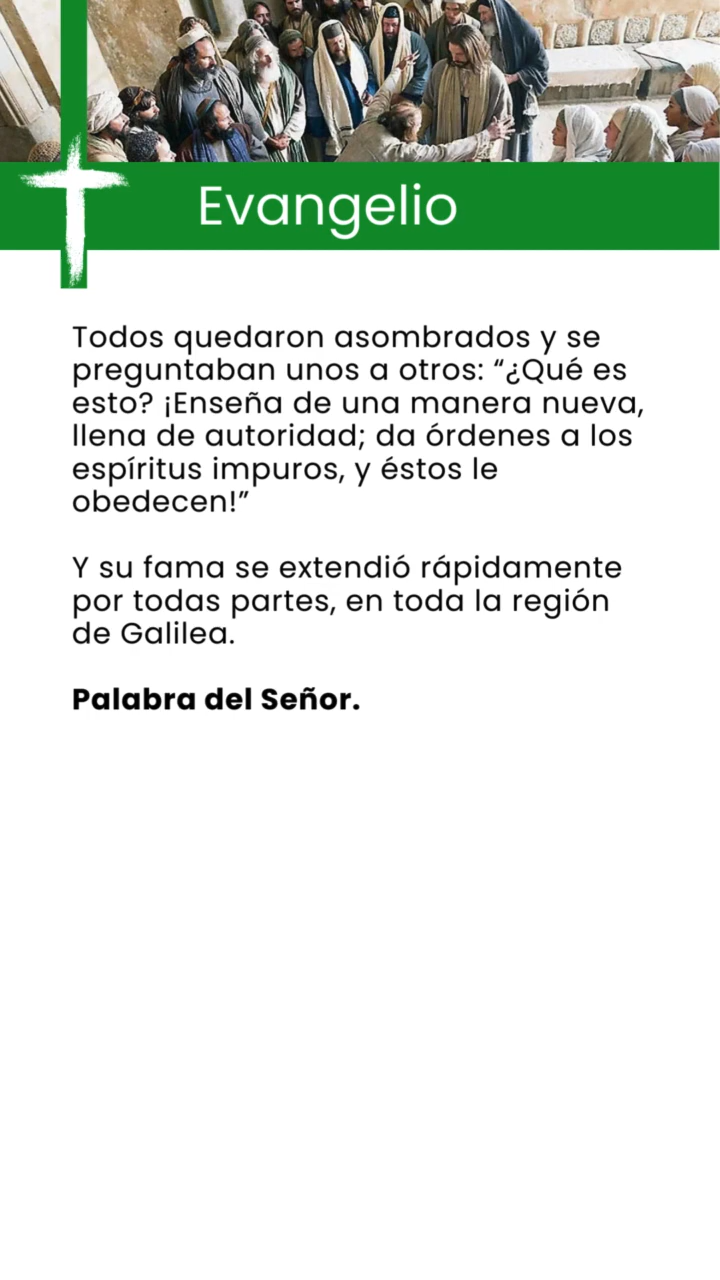 Evangelio
Todos quedaron asombrados y se
preguntaban unos a otros: “¿Qué es
esto? ¡Enseña de una manera nueva,
llena de autoridad; da órdenes a los
espíritus impuros, y éstos le
obedecen!”
Y su fama se extendió rápidamente
por todas partes, en toda la región
de Galilea.
Palabra del Señor.